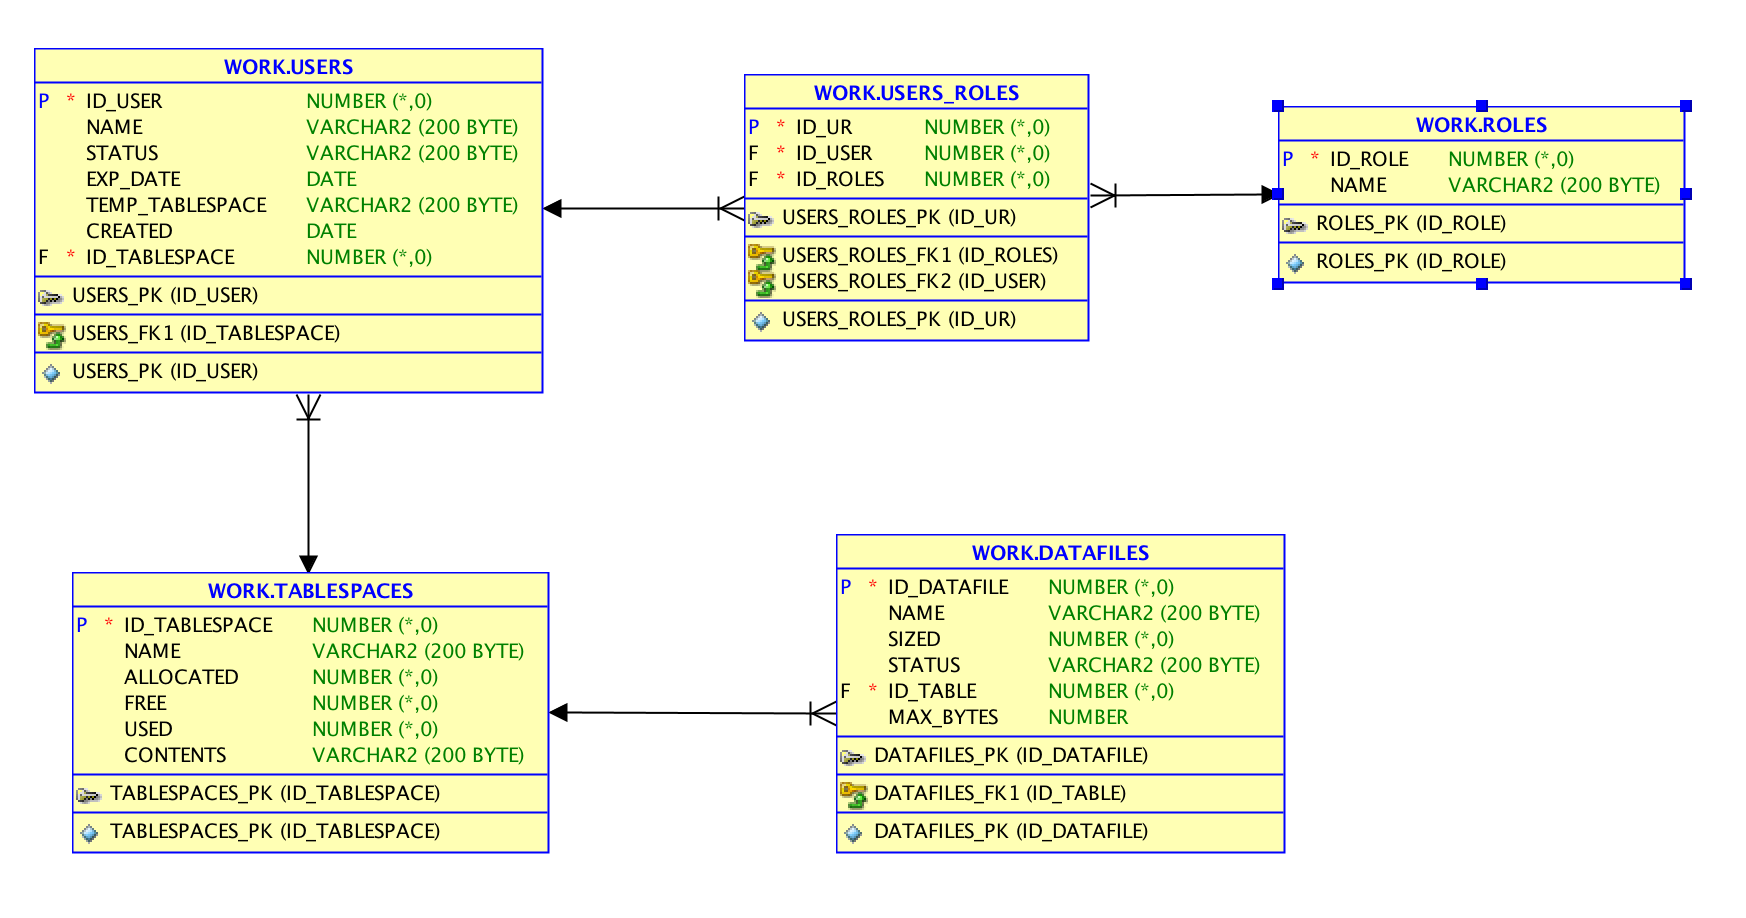 WORK.USERS
P * ID_USER NUMBER (*,0)
NAME VARCHAR2 (200 BYTE)
STATUS VARCHAR2 (200 BYTE)
EXP_DATE DATE
TEMP_TABLESPACE VARCHAR2 (200 BYTE)
CREATED DATE
F * ID_TABLESPACE NUMBER (*,0)
USERS_PK (ID_USER)
USERS_FK1 (ID_TABLESPACE)
USERS_PK (ID_USER)
WORK.USERS_ROLES
P * ID_UR NUMBER (*,0)
F * ID_USER NUMBER (*,0)
F * ID_ROLES NUMBER (*,0)
USERS_ROLES_PK (ID_UR)
USERS_ROLES_FK1 (ID_ROLES)
USERS_ROLES_FK2 (ID_USER)
USERS_ROLES_PK (ID_UR)
WORK.ROLES
P * ID_ROLE NUMBER (*,0)
NAME VARCHAR2 (200 BYTE)
ROLES_PK (ID_ROLE)
ROLES_PK (ID_ROLE)
WORK.TABLESPACES
P * ID_TABLESPACE NUMBER (*,0)
NAME VARCHAR2 (200 BYTE)
ALLOCATED NUMBER (*,0)
FREE NUMBER (*,0)
USED NUMBER (*,0)
CONTENTS VARCHAR2 (200 BYTE)
TABLESPACES_PK (ID_TABLESPACE)
TABLESPACES_PK (ID_TABLESPACE)
WORK.DATAFILES
P * ID_DATAFILE NUMBER (*,0)
NAME VARCHAR2 (200 BYTE)
SIZED NUMBER (*,0)
STATUS VARCHAR2 (200 BYTE)
F * ID_TABLE NUMBER (*,0)
MAX_BYTES NUMBER
DATAFILES_PK (ID_DATAFILE)
DATAFILES_FK1 (ID_TABLE)
DATAFILES_PK (ID_DATAFILE)